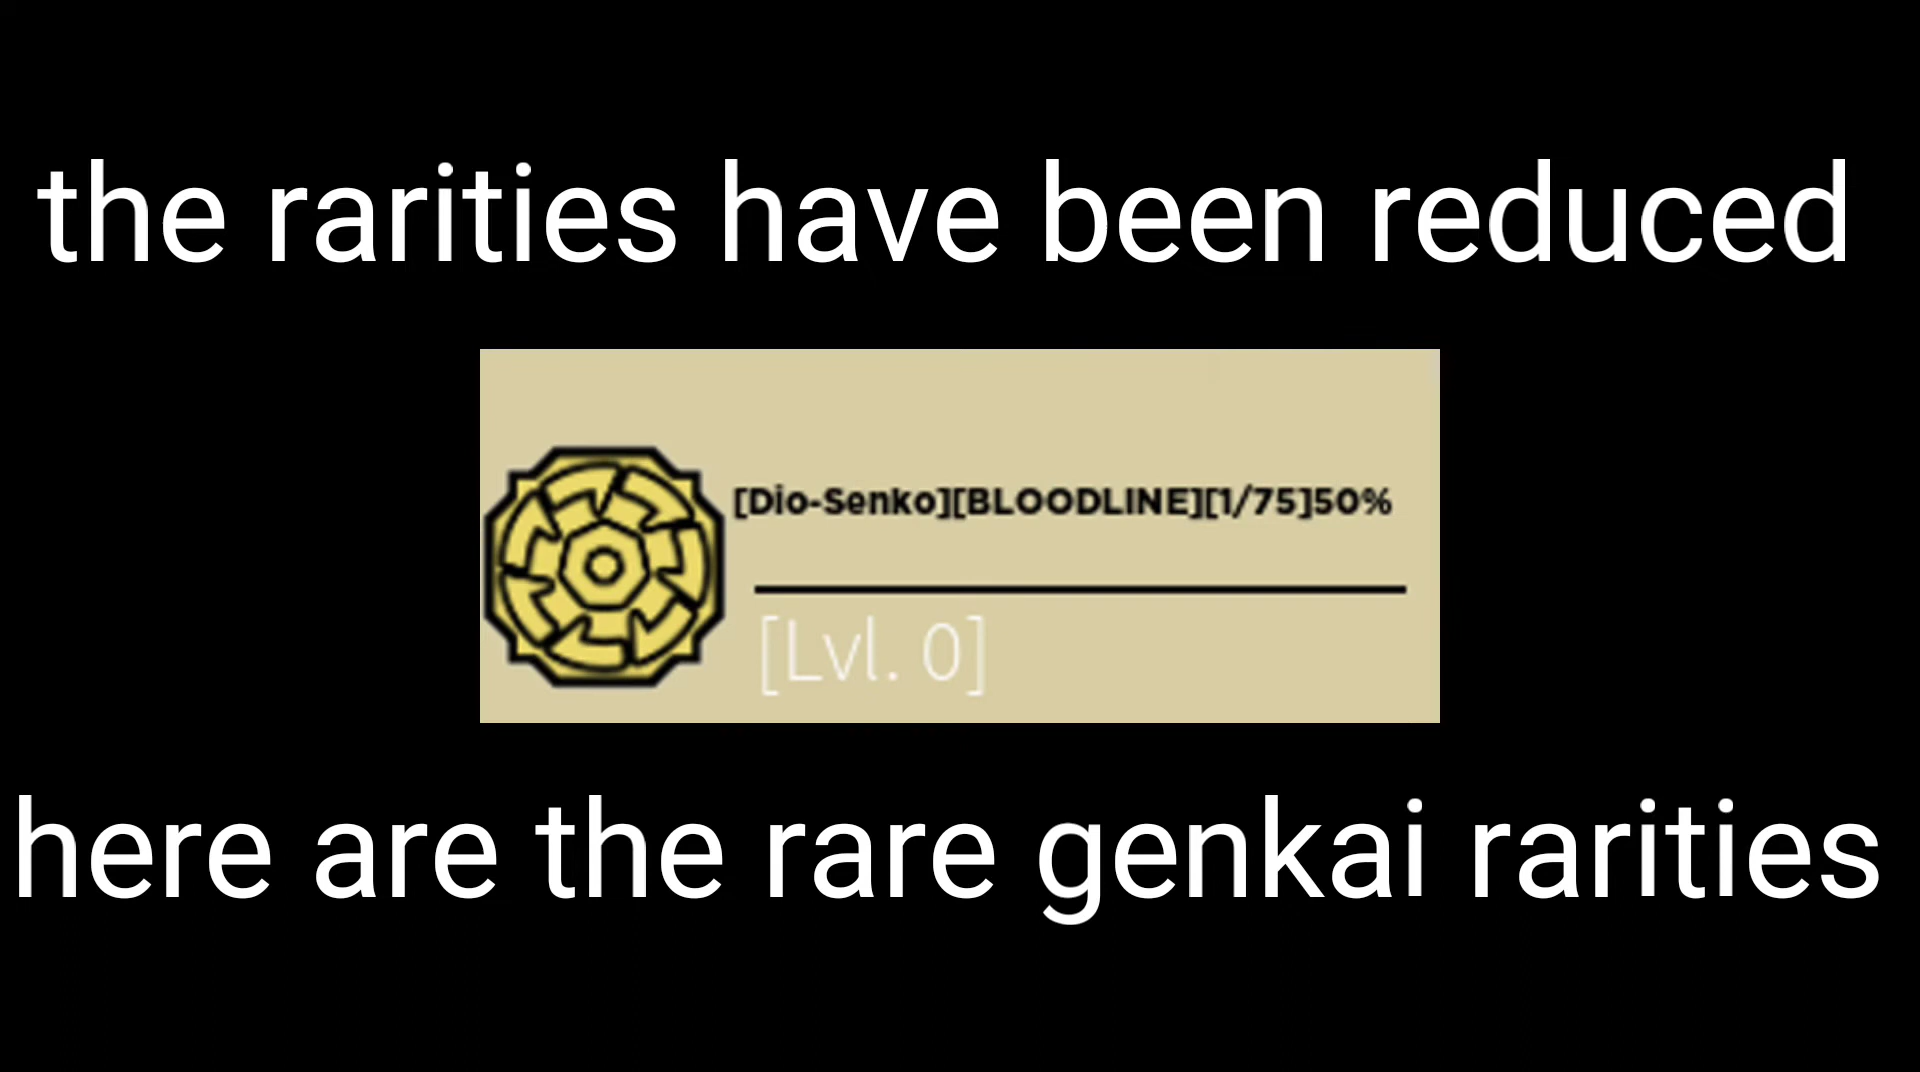 the rarities have been reduced
[Dio-Senko][BLOODLINE][1/75]50%
[Lvl. 0]
here are the rare genkai rarities